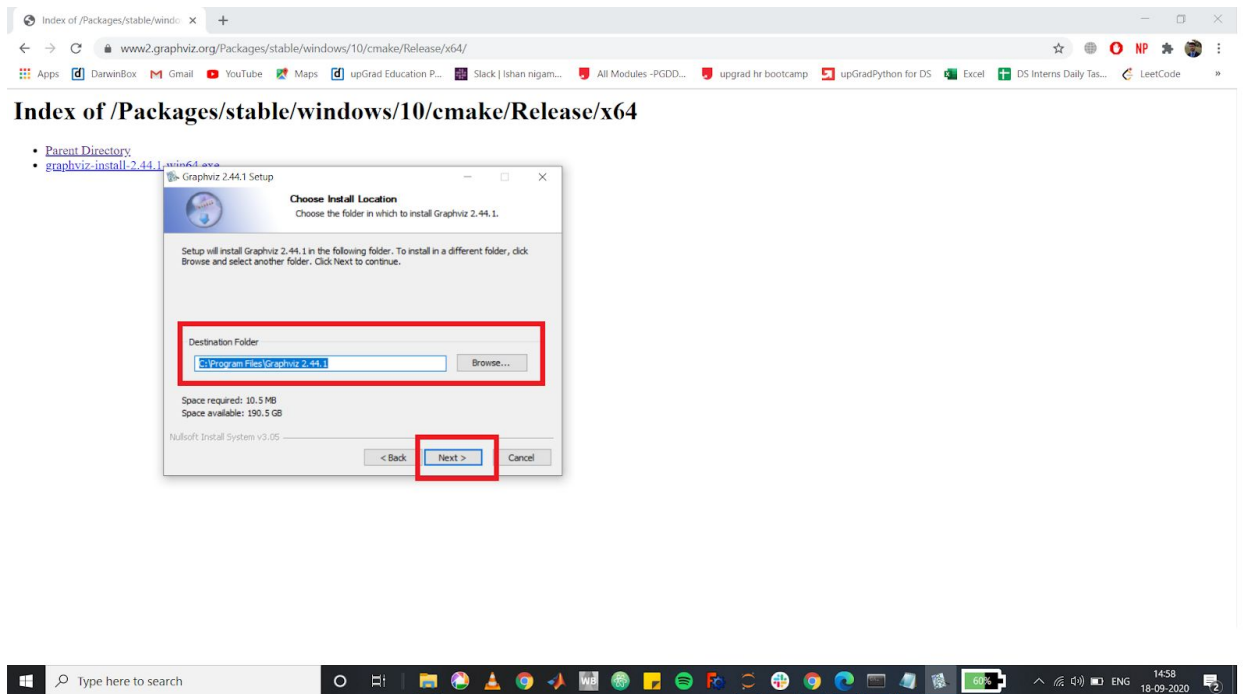 Index of /Packages/stable/windo
www2.graphviz.org/Packages/stable/windows/10/cmake/Release/x64/
NP
Apps DarwinBox Gmail YouTube Maps upGrad Education P... Slack | Ishan nigam... All Modules -PGDD... upgrad hr bootcamp upGradPython for DS Excel DS Interns Daily Tas... LeetCode »
Index of /Packages/stable/windows/10/cmake/Release/x64
Parent Directory
graphviz-install-2.44.1-win64.exe
Graphviz 2.44.1 Setup
Choose Install Location
Choose the folder in which to install Graphviz 2.44.1.
Setup will install Graphviz 2.44.1 in the following folder. To install in a different folder, click
Browse and select another folder. Click Next to continue.
Destination Folder
C:\Program Files\Graphviz 2.44.1 Browse...
Space required: 10.5 MB
Space available: 190.5 GB
Nullsoft Install System v3.05
< Back Next > Cancel
Type here to search WB 60% ENG 14:58
18-09-2020 2